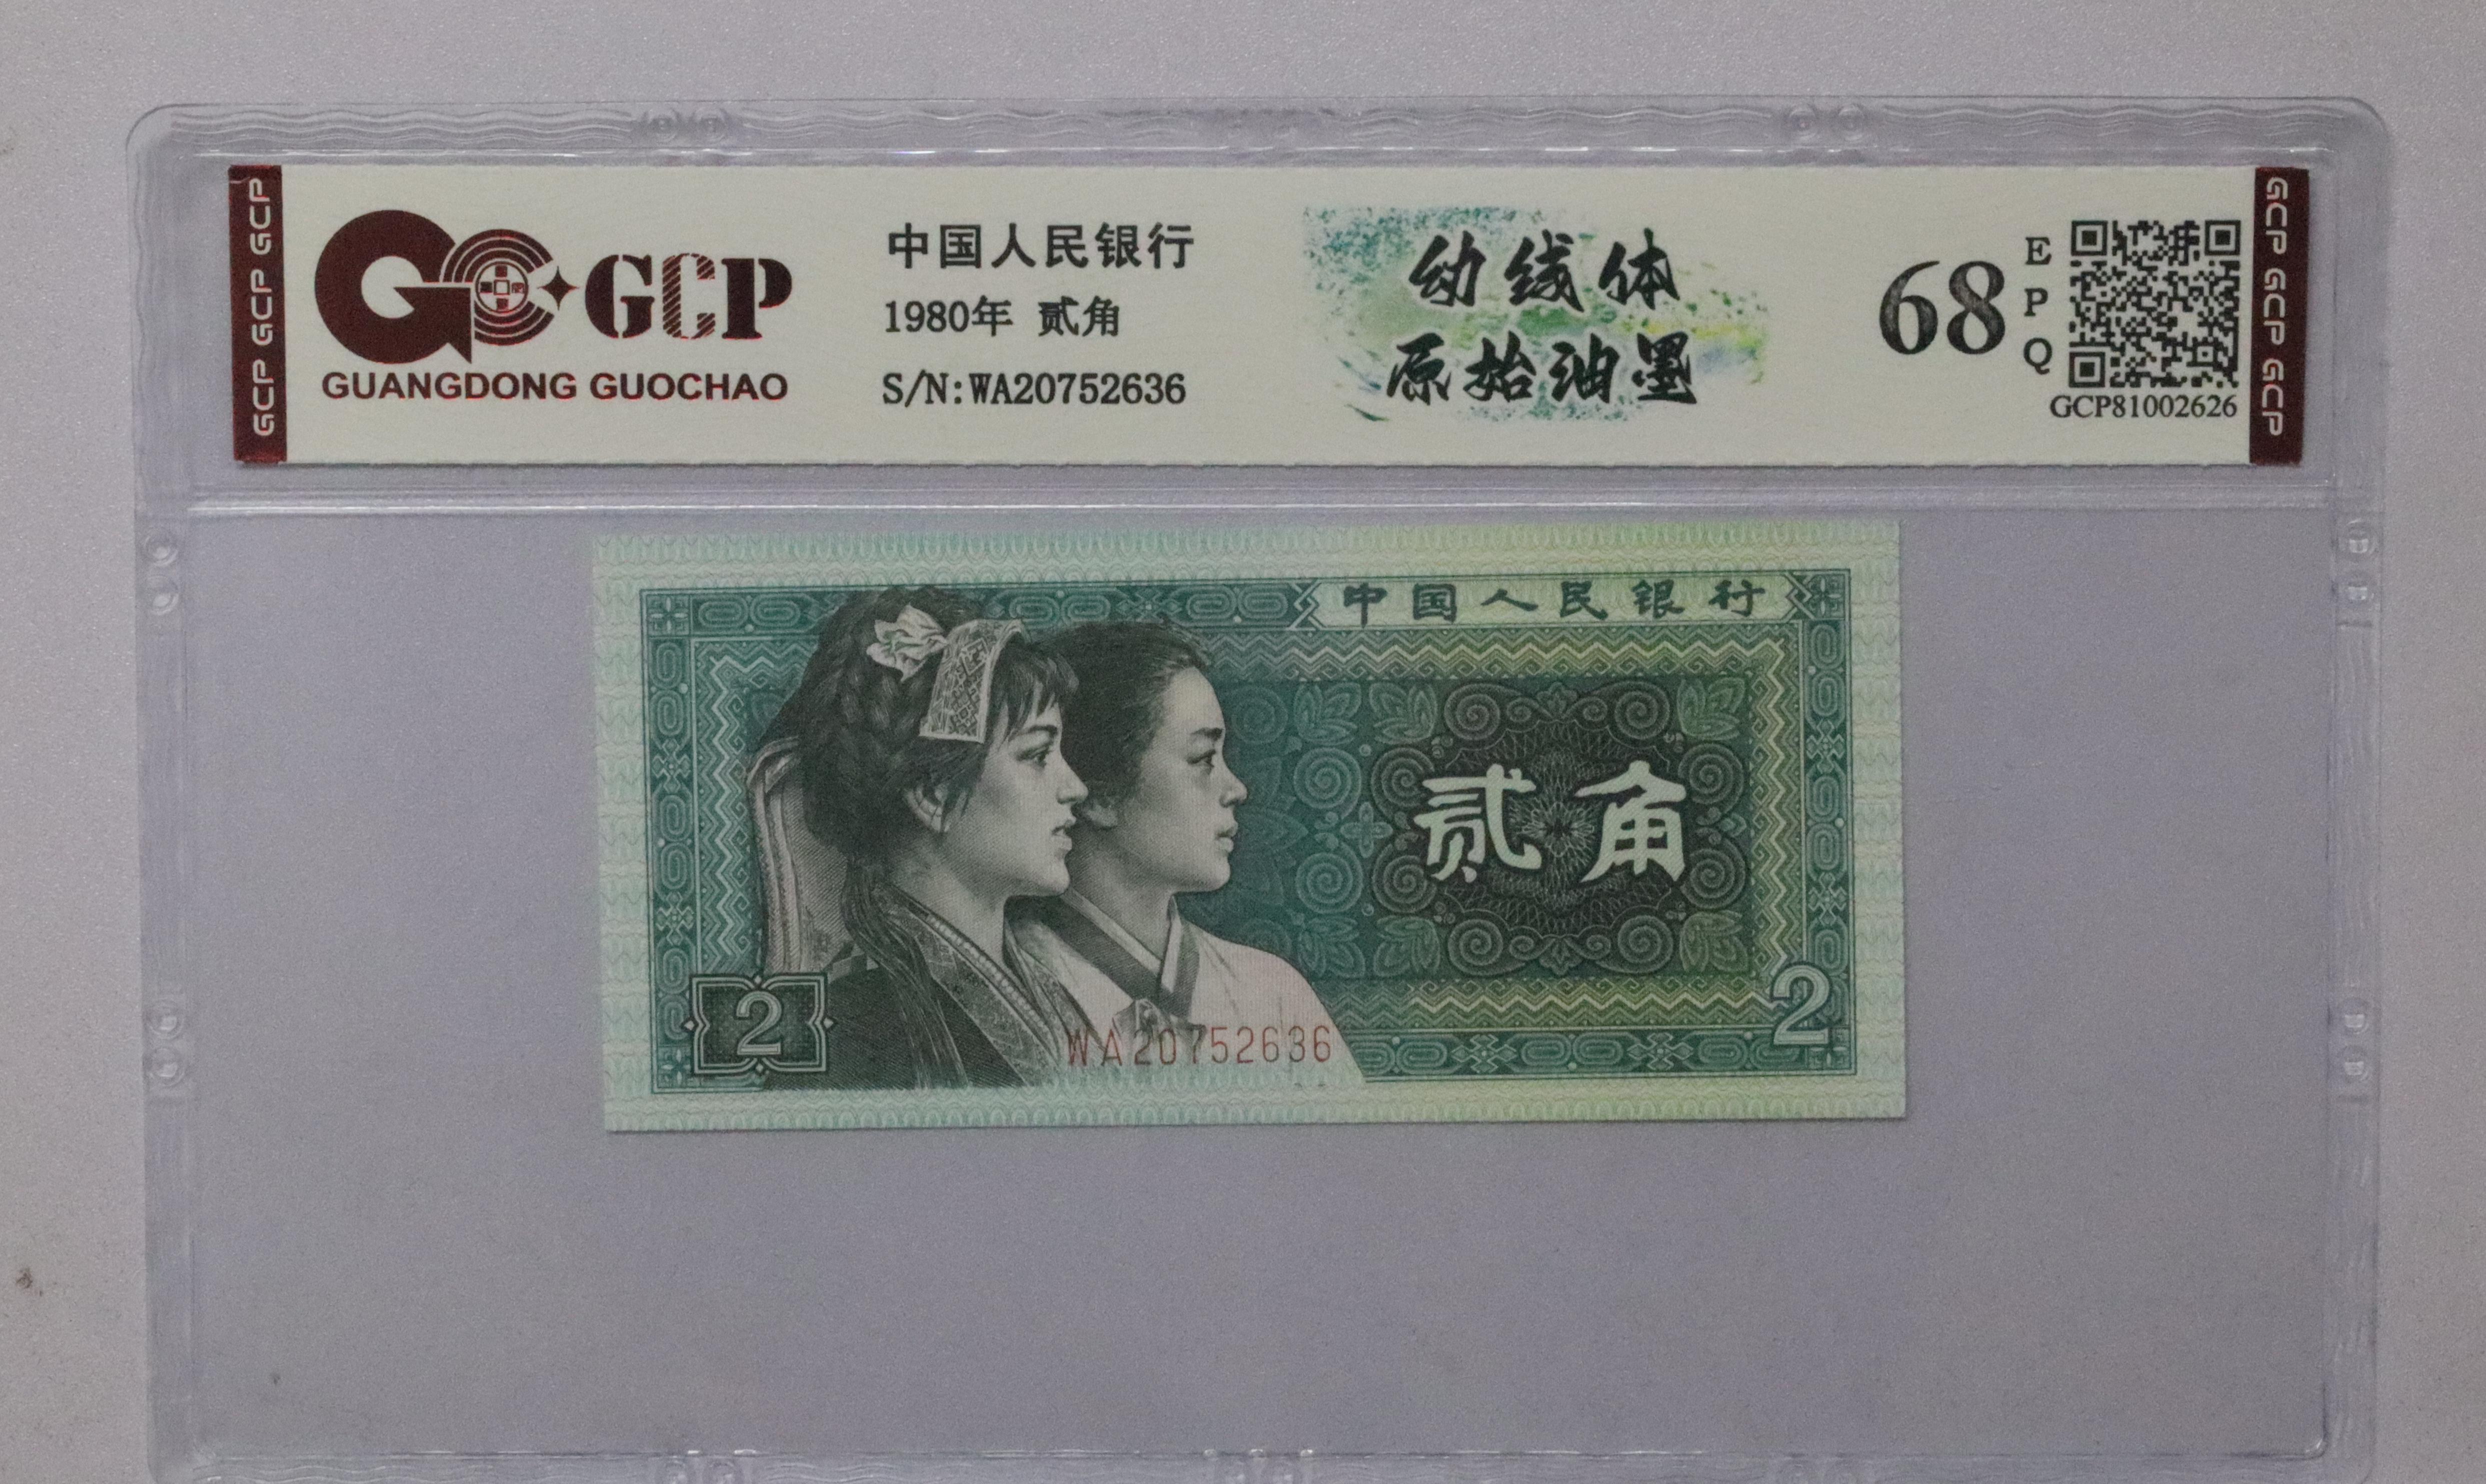 GCP GCP GCP
GCP
GUANGDONG GUOCHAO
中国人民银行
1980年 贰角
S/N:WA20752636
幼线体
原始油墨
68
EPQ
GCP81002626
GCP GCP GCP
中国人民银行
贰角
2
WA20752636
2